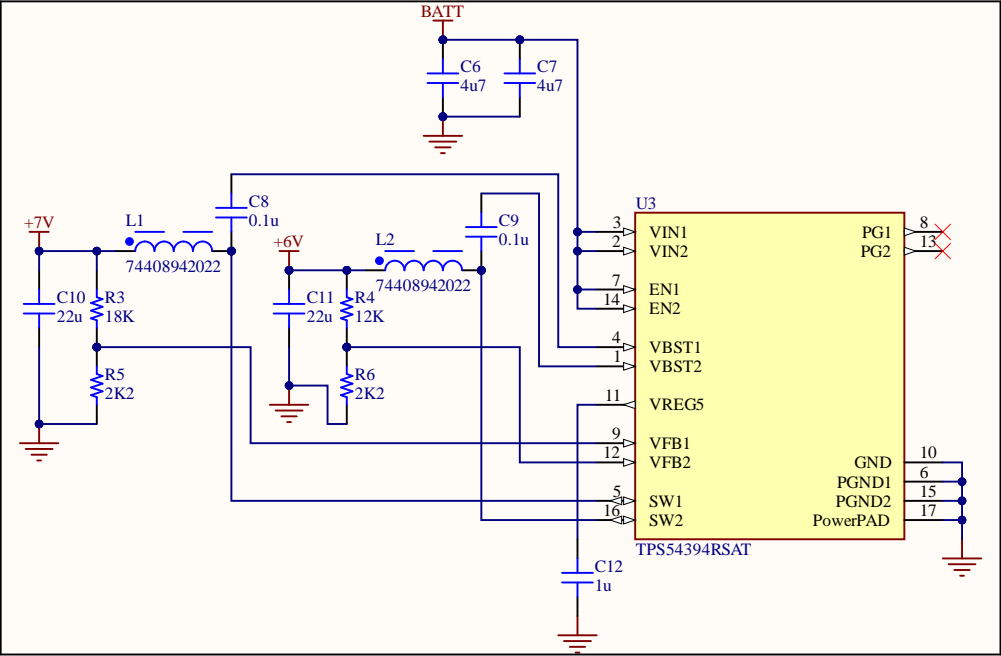 BATT
C6
4u7
C7
4u7
+7V
L1
74408942022
C8
0.1u
+6V
L2
74408942022
C9
0.1u
C10
22u
R3
18K
R5
2K2
C11
22u
R4
12K
R6
2K2
U3
3 VIN1
2 VIN2
7 EN1
14 EN2
4 VBST1
1 VBST2
11 VREG5
9 VFB1
12 VFB2
5 SW1
16 SW2
PG1 8
PG2 13
GND 10
PGND1 6
PGND2 15
PowerPAD 17
TPS54394RSAT
C12
1u